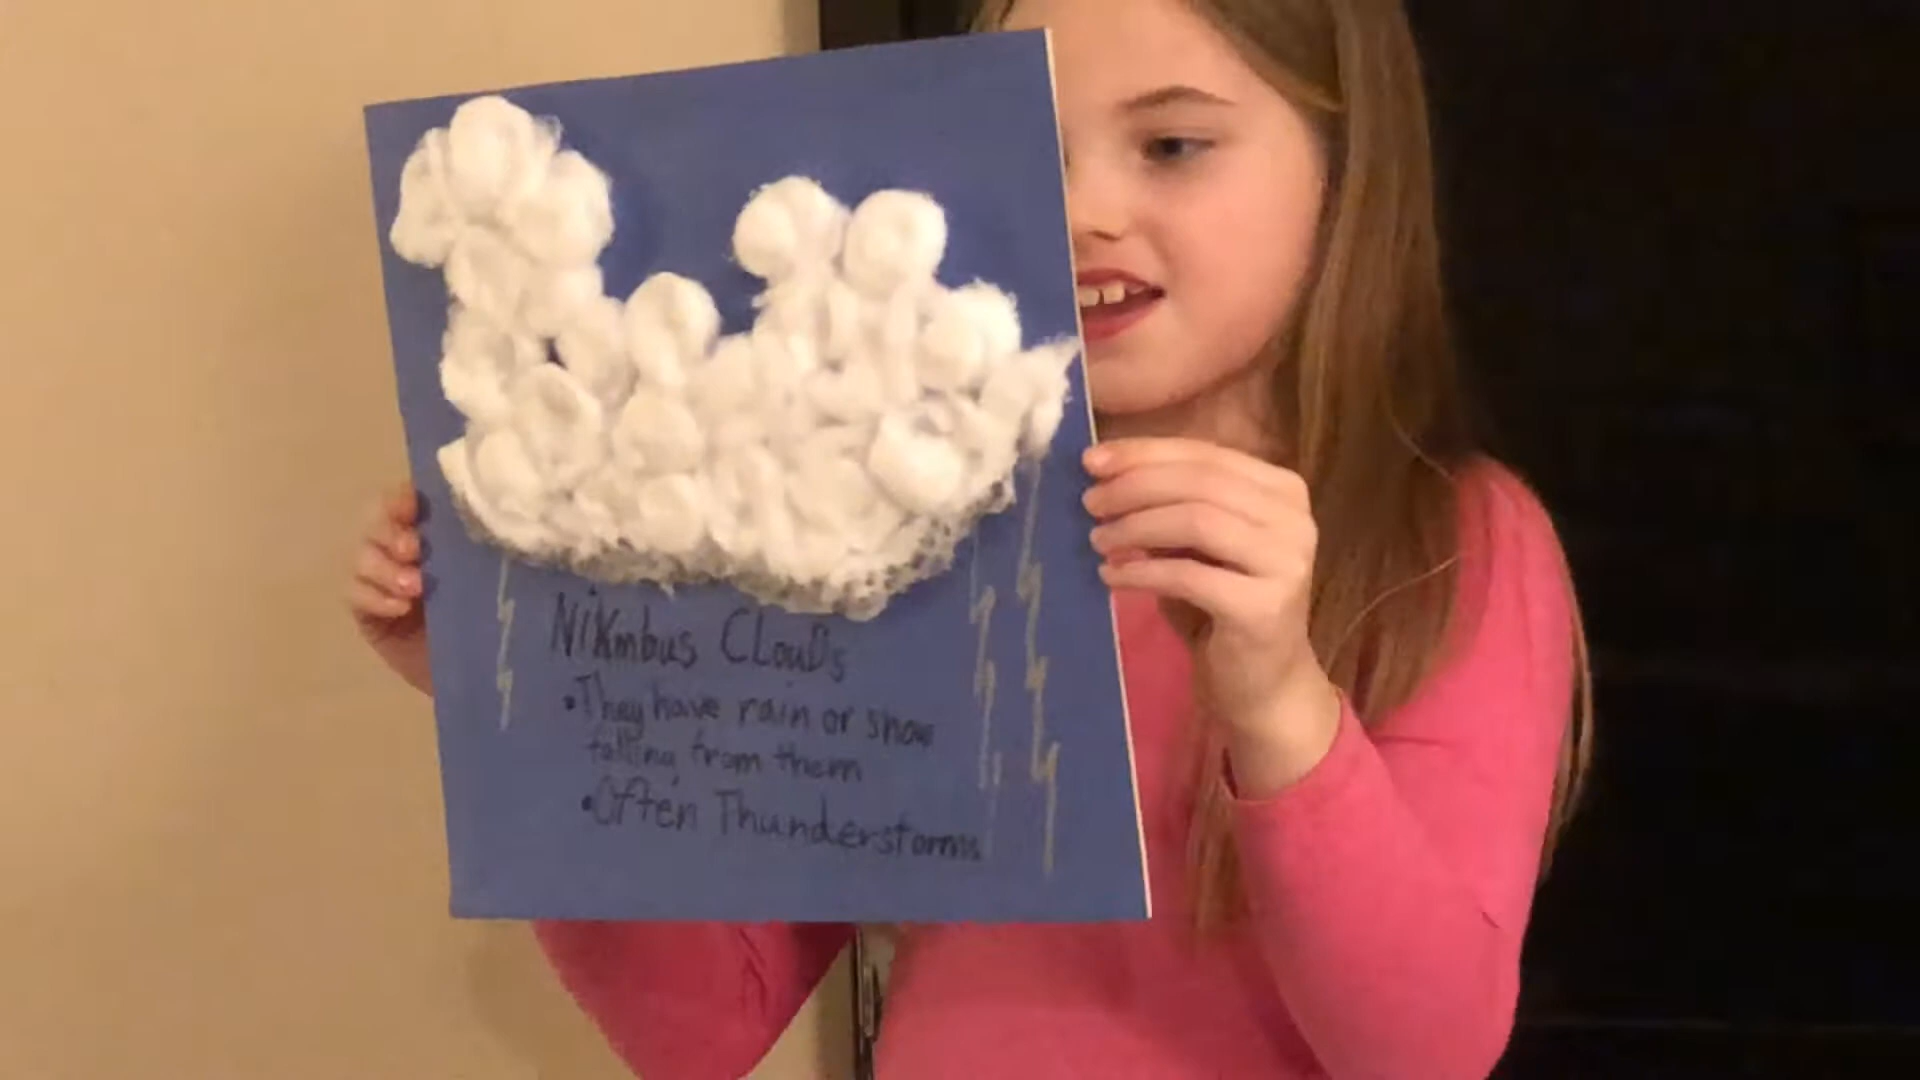 Nikmbus Clouds
• They have rain or snow
falling from them
• Often Thunderstorms